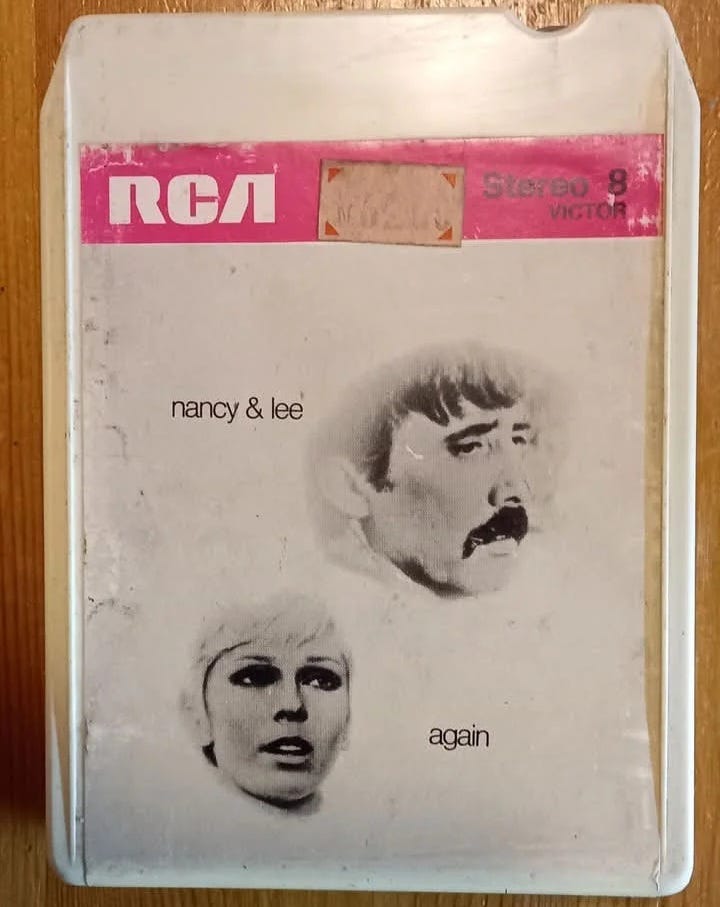 RCA
Stereo 8
VICTOR
nancy & lee
again